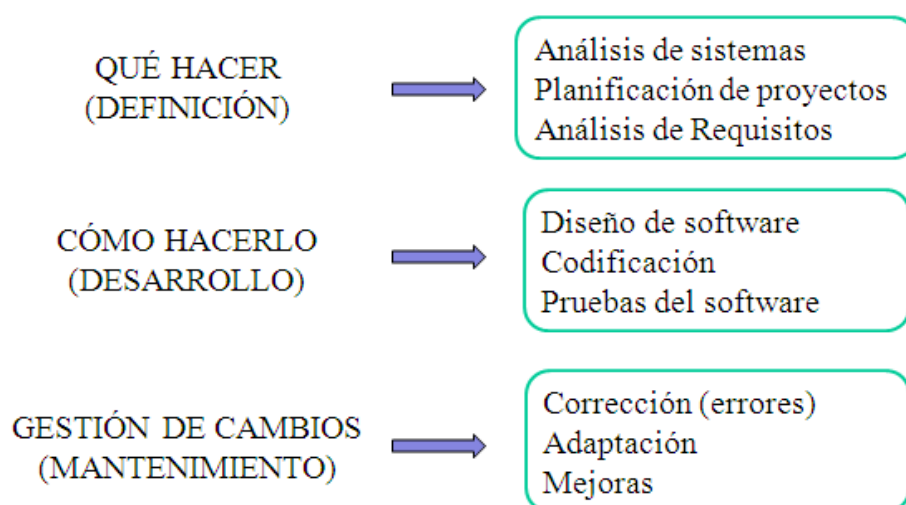 QUÉ HACER
(DEFINICIÓN)
Análisis de sistemas
Planificación de proyectos
Análisis de Requisitos
CÓMO HACERLO
(DESARROLLO)
Diseño de software
Codificación
Pruebas del software
GESTIÓN DE CAMBIOS
(MANTENIMIENTO)
Corrección (errores)
Adaptación
Mejoras